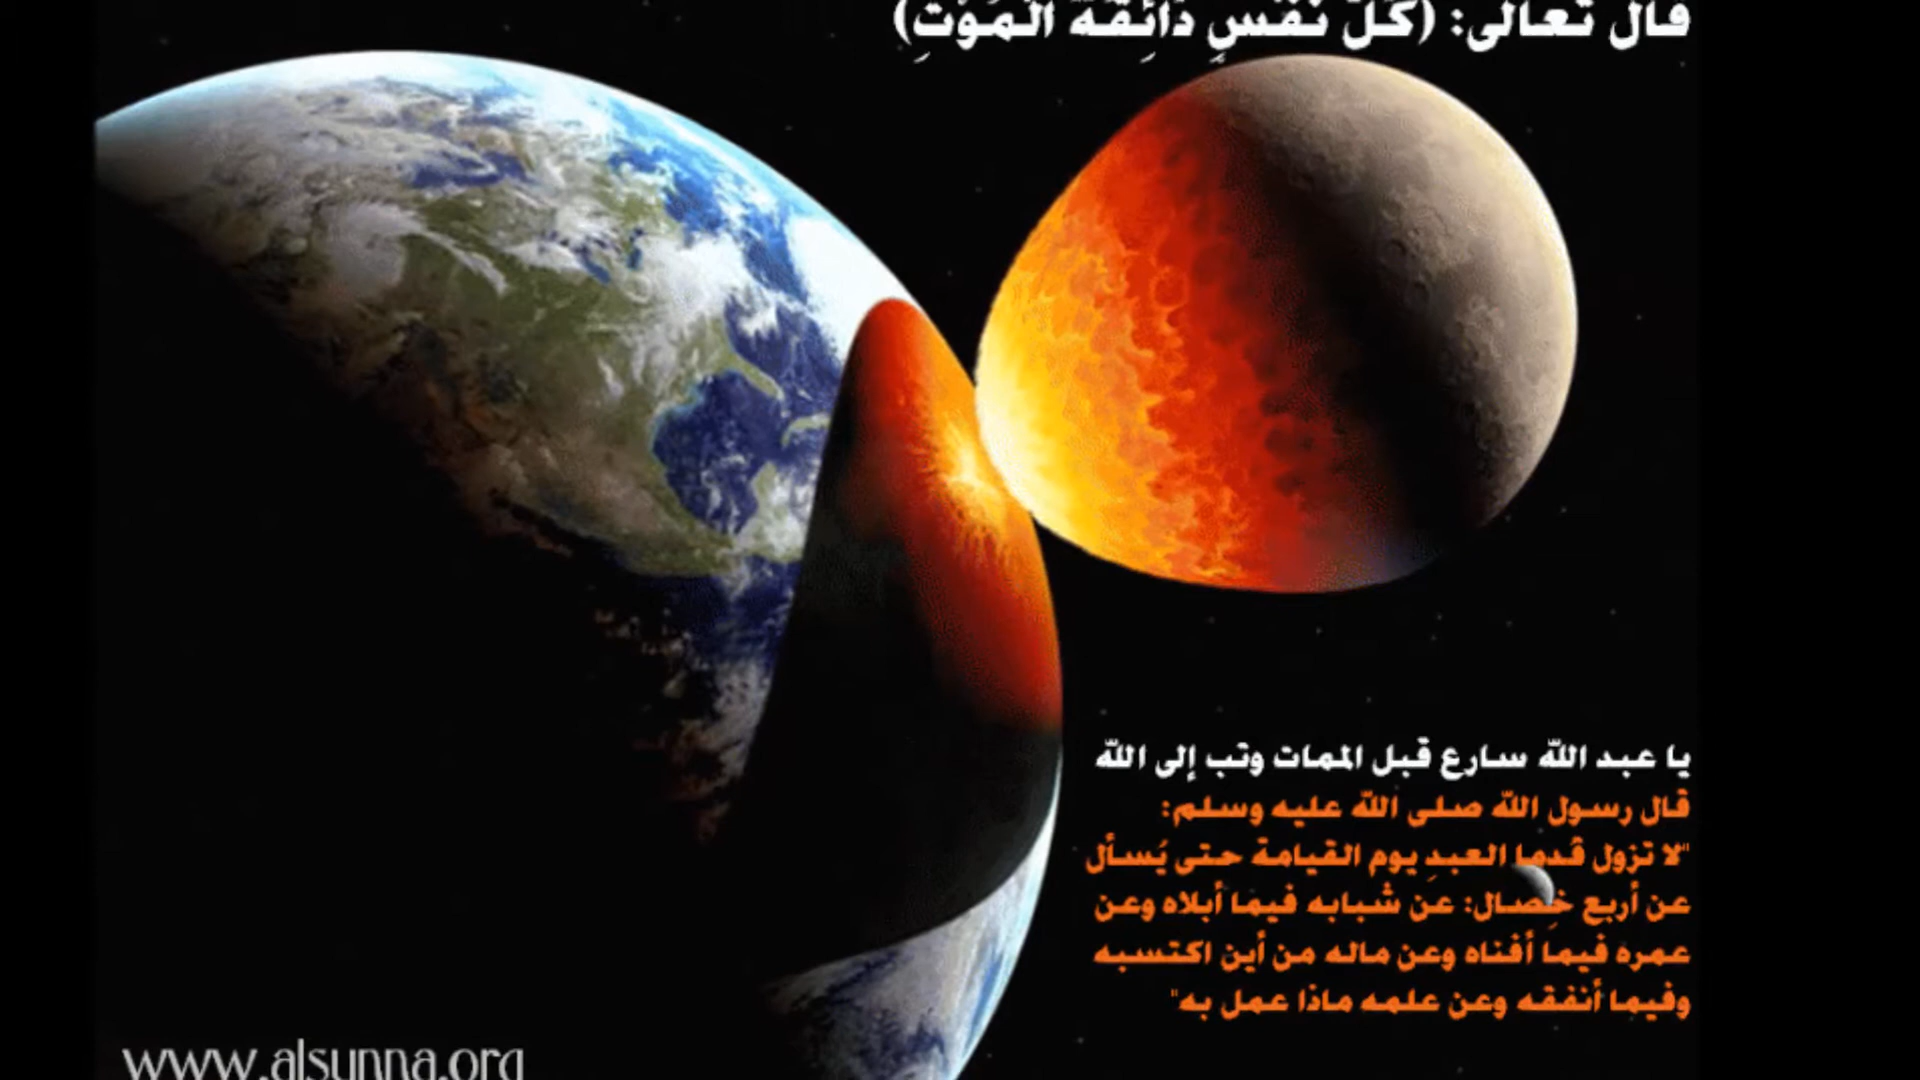 قال تعالى: (كُلُّ نَفْسٍ ذَائِقَةُ الْمَوْتِ)
يا عبد الله سارع قبل الممات وتب إلى الله
قال رسول الله صلى الله عليه وسلم:
"لا تزول قَدما العبدِ يوم القيامة حتى يُسأل
عن أربع خِصال: عن شبابه فيما أبلاه وعن
عمره فيما أفناه وعن ماله من أين اكتسبه
وفيما أنفقه وعن علمه ماذا عمل به"
www.alsunna.org